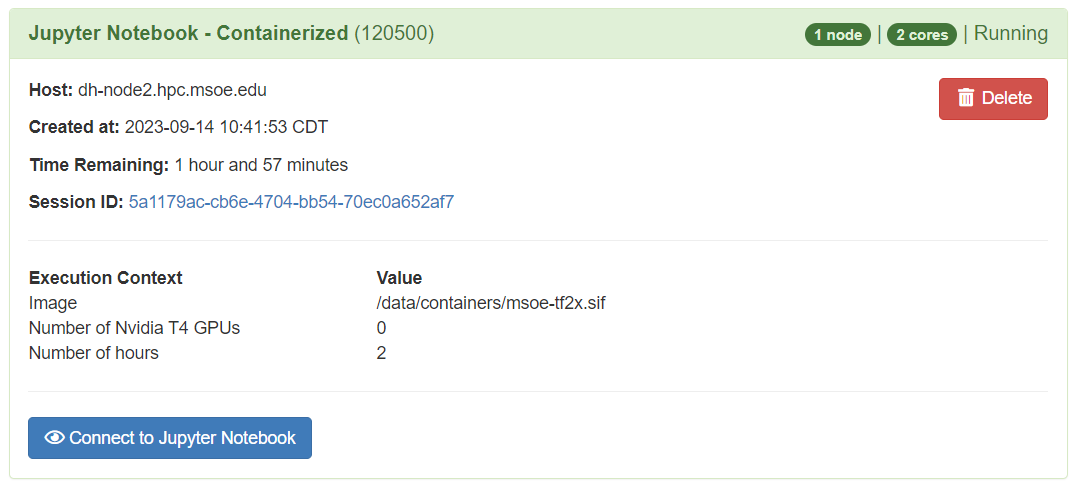 Jupyter Notebook - Containerized (120500) 1 node | 2 cores | Running
Host: dh-node2.hpc.msoe.edu Delete
Created at: 2023-09-14 10:41:53 CDT
Time Remaining: 1 hour and 57 minutes
Session ID: 5a1179ac-cb6e-4704-bb54-70ec0a652af7
Execution Context Value
Image /data/containers/msoe-tf2x.sif
Number of Nvidia T4 GPUs 0
Number of hours 2
Connect to Jupyter Notebook